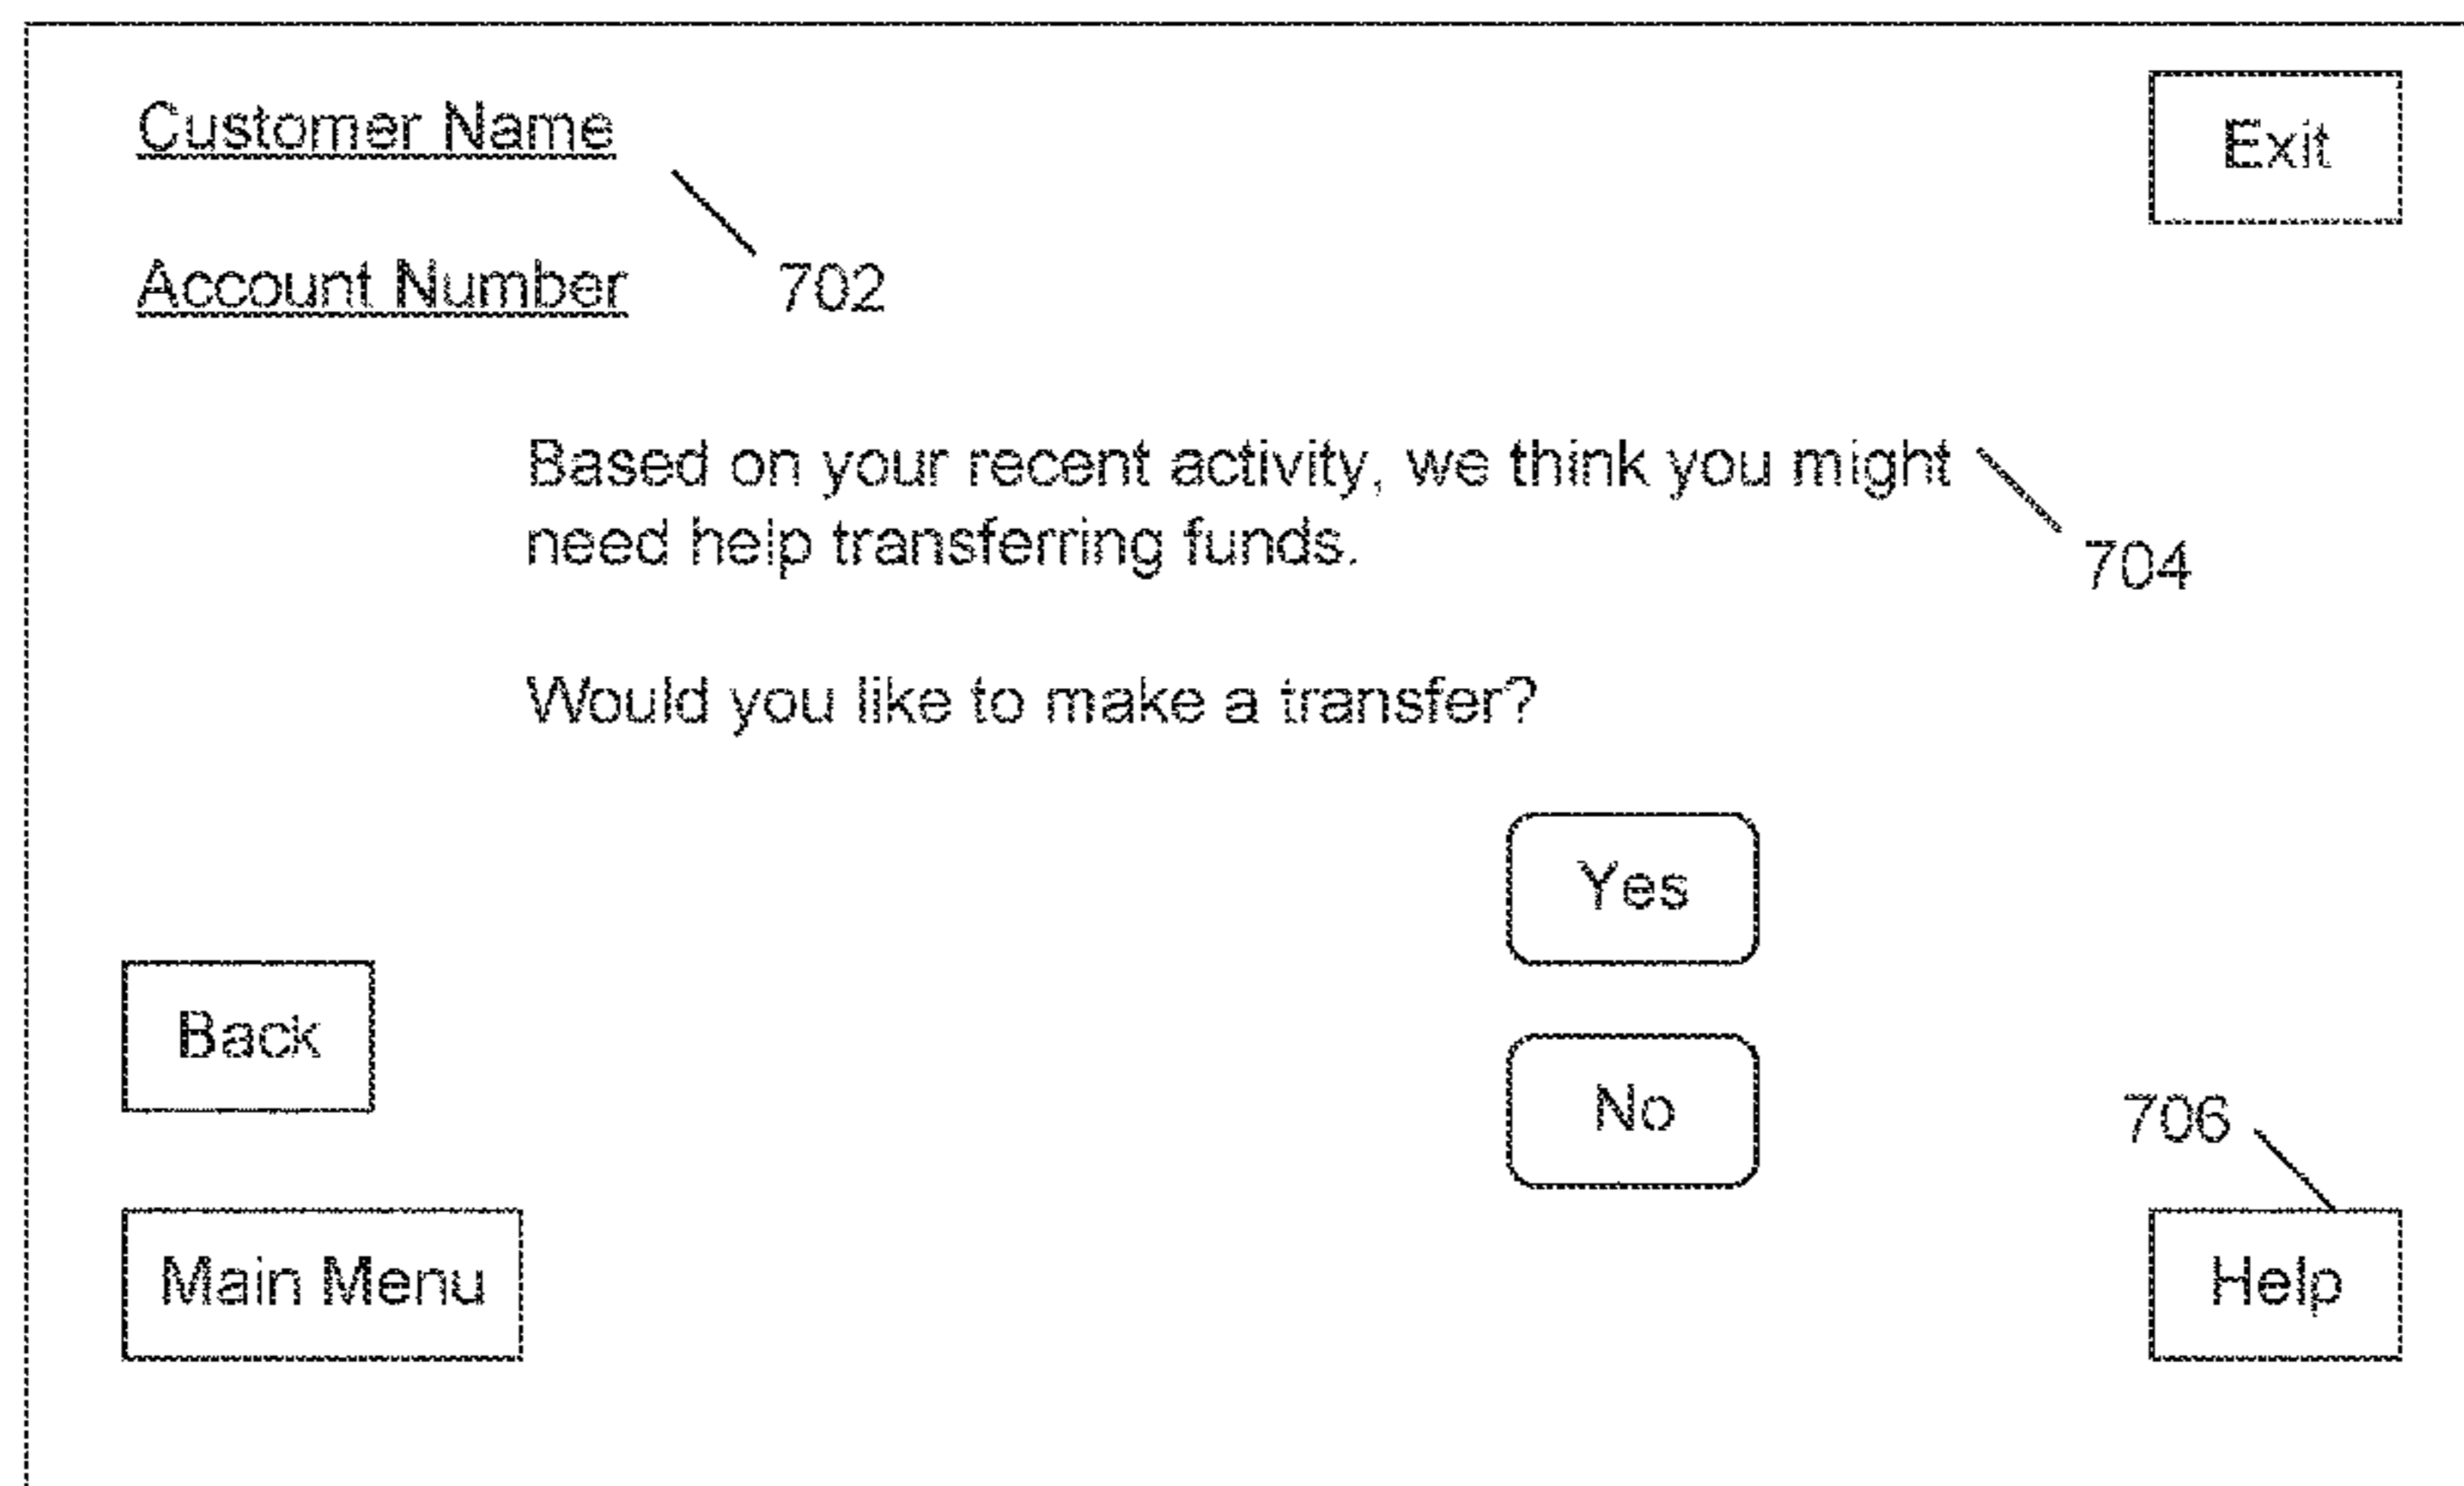 Customer Name
Exit
Account Number
702
Based on your recent activity, we think you might
need help transferring funds.
704
Would you like to make a transfer?
Yes
Back
No
706
Main Menu
Help